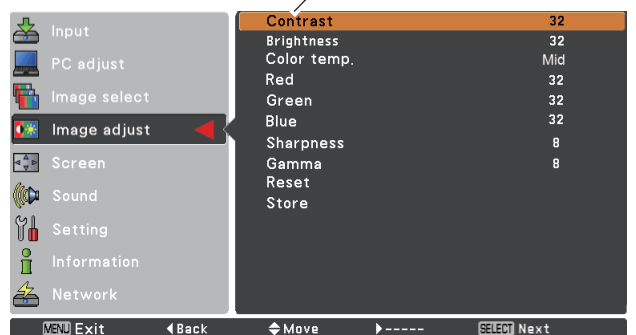 Input
PC adjust
Image select
Image adjust
Screen
Sound
Setting
Information
Network
Contrast 32
Brightness 32
Color temp. Mid
Red 32
Green 32
Blue 32
Sharpness 8
Gamma 8
Reset
Store
MENU Exit ◀Back ◆Move ▶----- SELECT Next